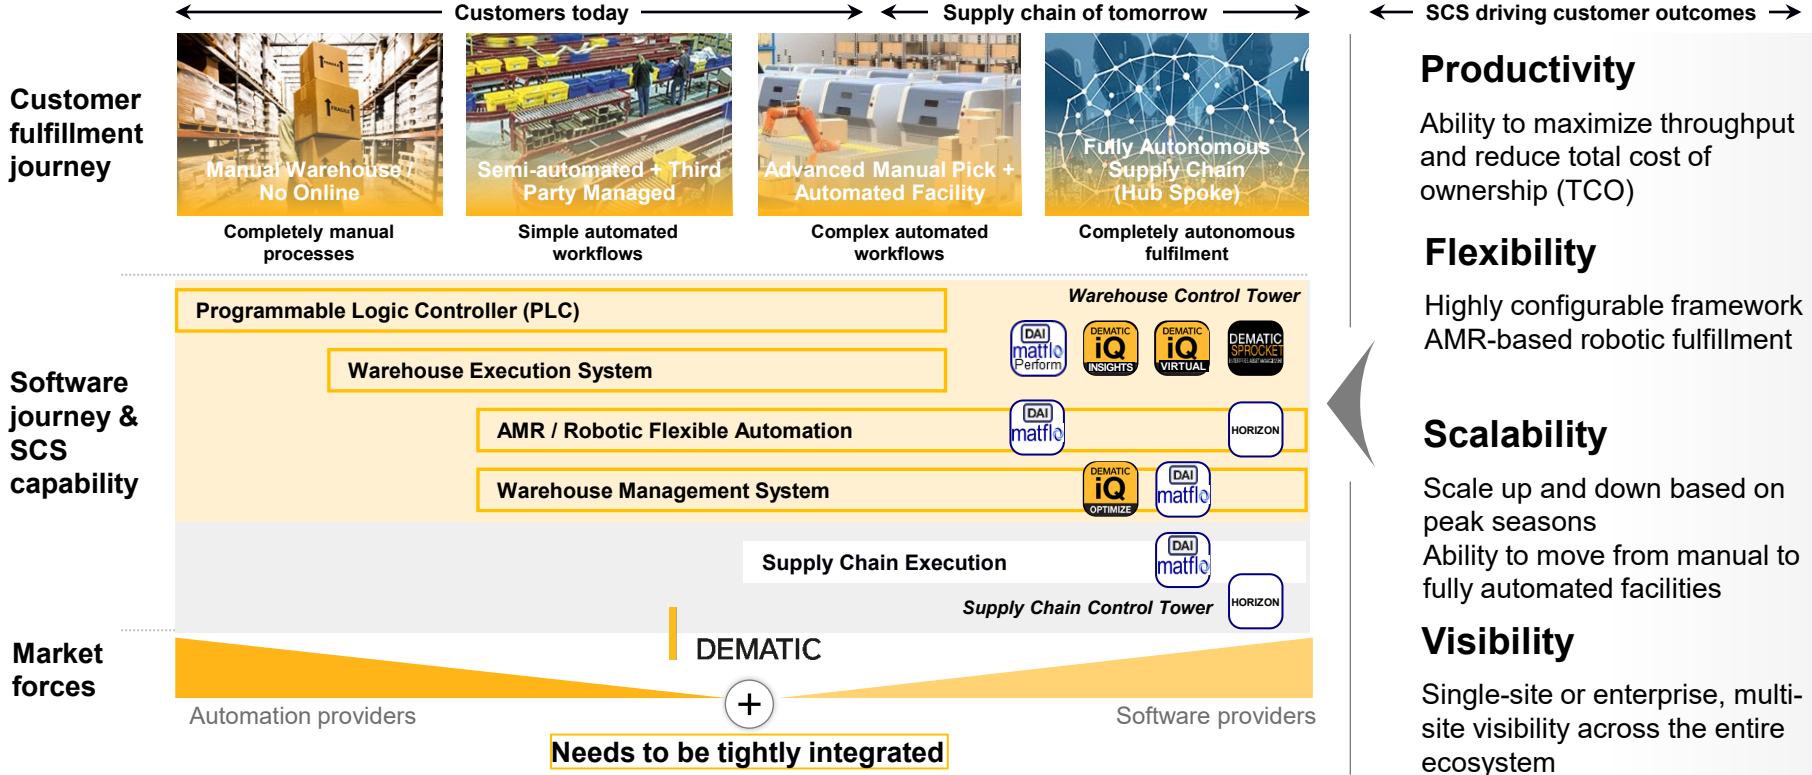 Customers today
Supply chain of tomorrow
SCS driving customer outcomes
Customer
fulfillment
journey
FRAGILE
FRAGILE
Manual Warehouse /
No Online
Semi-automated + Third
Party Managed
Advanced Manual Pick +
Automated Facility
Fully Autonomous
Supply Chain
(Hub Spoke)
Completely manual
processes
Simple automated
workflows
Complex automated
workflows
Completely autonomous
fulfilment
Software
journey &
SCS
capability
Programmable Logic Controller (PLC)
Warehouse Control Tower
DAI
matflo
Perform
DEMATIC
iQ
INSIGHTS
DEMATIC
iQ
VIRTUAL
DEMATIC
SPROCKET
Warehouse Execution System
AMR / Robotic Flexible Automation
DAI
matflo
HORIZON
Warehouse Management System
DEMATIC
iQ
OPTIMIZE
DAI
matflo
Supply Chain Execution
DAI
matflo
Supply Chain Control Tower
HORIZON
Market
forces
DEMATIC
+
Automation providers
Software providers
Needs to be tightly integrated
Productivity
Ability to maximize throughput
and reduce total cost of
ownership (TCO)
Flexibility
Highly configurable framework
AMR-based robotic fulfillment
Scalability
Scale up and down based on
peak seasons
Ability to move from manual to
fully automated facilities
Visibility
Single-site or enterprise, multi-
site visibility across the entire
ecosystem